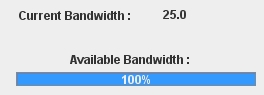 Current Bandwidth : 25.0
Available Bandwidth :
100%